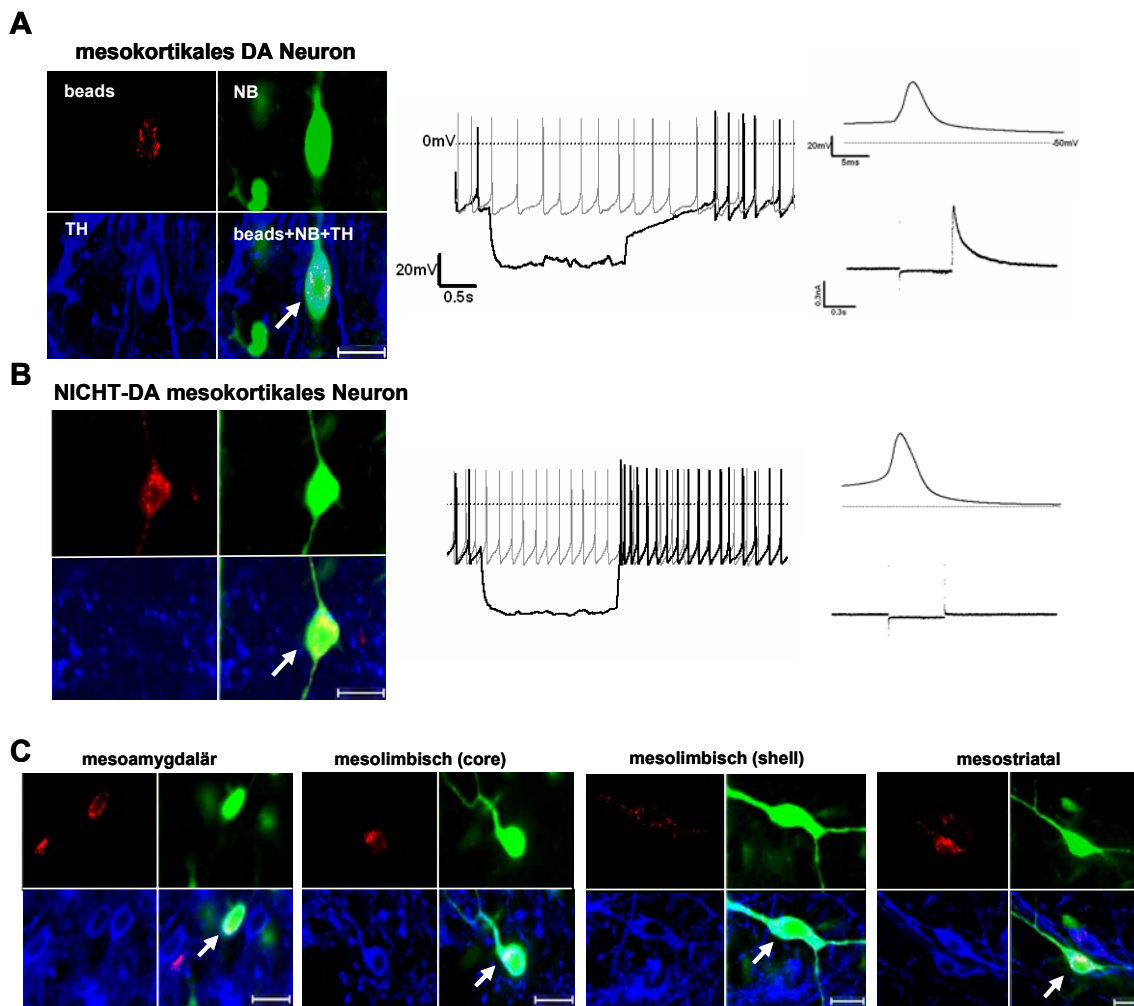 A
mesokortikales DA Neuron
beads
NB
TH
beads+NB+TH
0mV
20mV
0.5s
20mV
5ms
-50mV
0.3nA
0.3s
B
NICHT-DA mesokortikales Neuron
C
mesoamygdalär
mesolimbisch (core)
mesolimbisch (shell)
mesostriatal